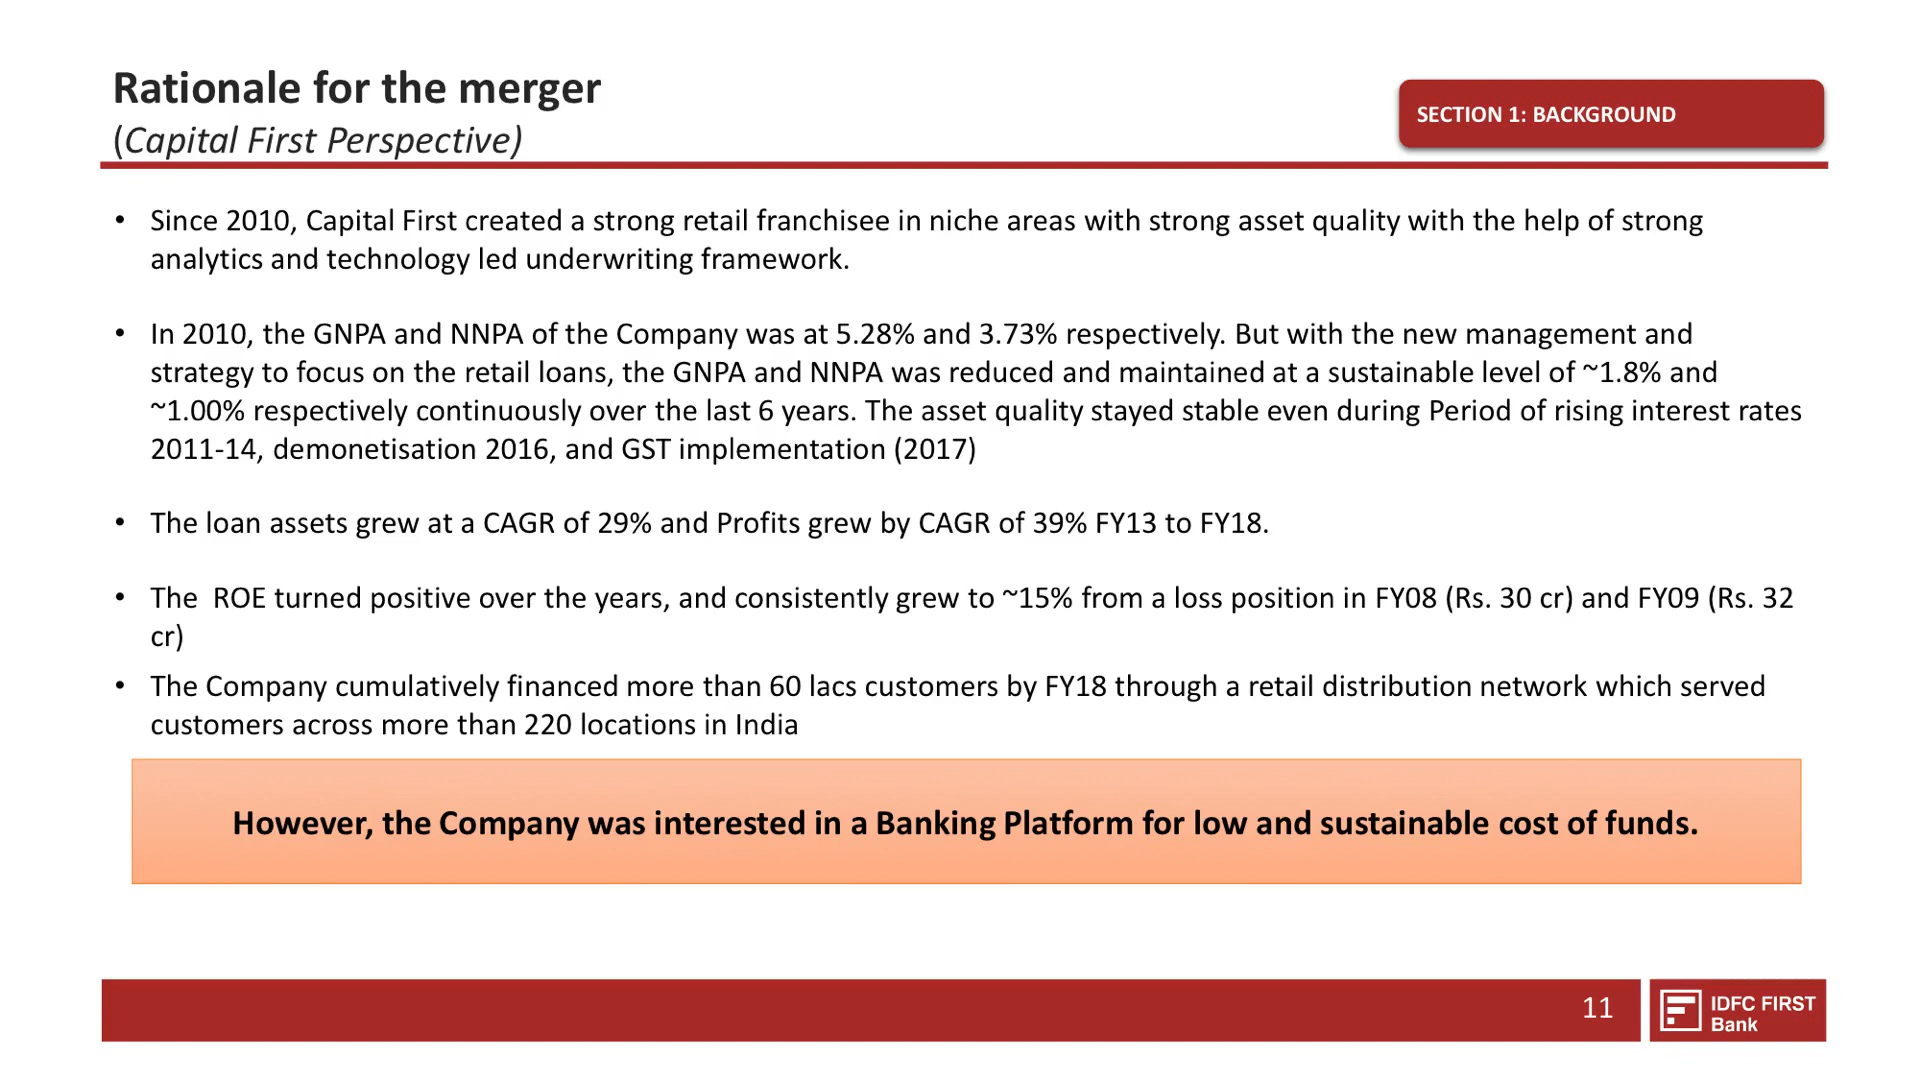 Rationale for the merger
(Capital First Perspective)
SECTION 1: BACKGROUND
• Since 2010, Capital First created a strong retail franchisee in niche areas with strong asset quality with the help of strong
analytics and technology led underwriting framework.
• In 2010, the GNPA and NNPA of the Company was at 5.28% and 3.73% respectively. But with the new management and
strategy to focus on the retail loans, the GNPA and NNPA was reduced and maintained at a sustainable level of ~1.8% and
~1.00% respectively continuously over the last 6 years. The asset quality stayed stable even during Period of rising interest rates
2011-14, demonetisation 2016, and GST implementation (2017)
• The loan assets grew at a CAGR of 29% and Profits grew by CAGR of 39% FY13 to FY18.
• The  ROE turned positive over the years, and consistently grew to ~15% from a loss position in FY08 (Rs. 30 cr) and FY09 (Rs. 32
cr)
• The Company cumulatively financed more than 60 lacs customers by FY18 through a retail distribution network which served
customers across more than 220 locations in India
However, the Company was interested in a Banking Platform for low and sustainable cost of funds.
11
IDFC FIRST
Bank